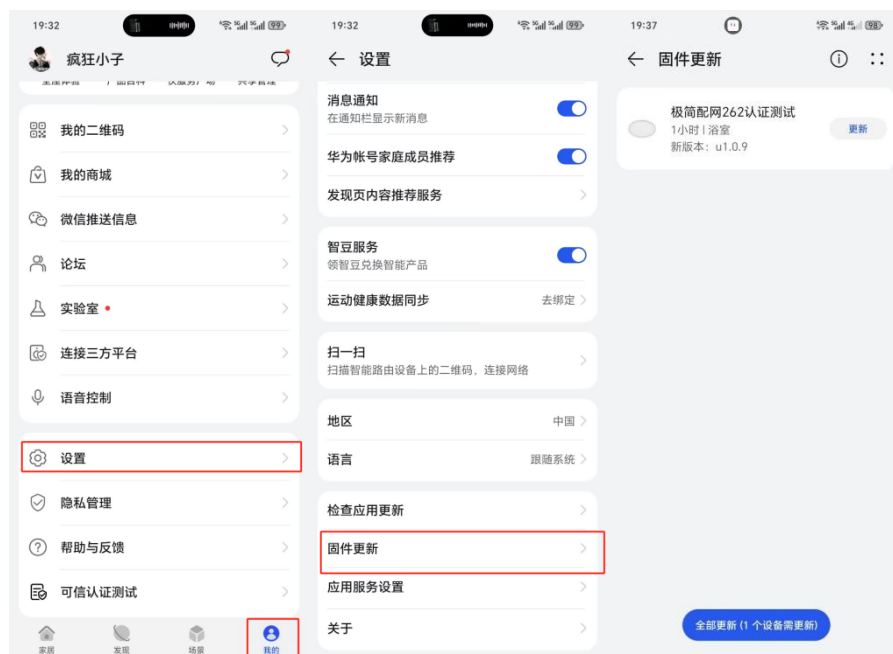 19:32
99
疯狂小子
我的二维码
我的商城
微信推送信息
论坛
实验室
连接三方平台
语音控制
设置
隐私管理
帮助与反馈
可信认证测试
家居
发现
场景
我的
19:32
99
设置
消息通知
在通知栏显示新消息
华为帐号家庭成员推荐
发现页内容推荐服务
智豆服务
领智豆兑换智能产品
运动健康数据同步 去绑定
扫一扫
扫描智能路由设备上的二维码，连接网络
地区 中国
语言 跟随系统
检查应用更新
固件更新
应用服务设置
关于
19:37
98
固件更新
极简配网262认证测试
1小时 | 浴室
更新
新版本：u1.0.9
全部更新 (1 个设备需更新)